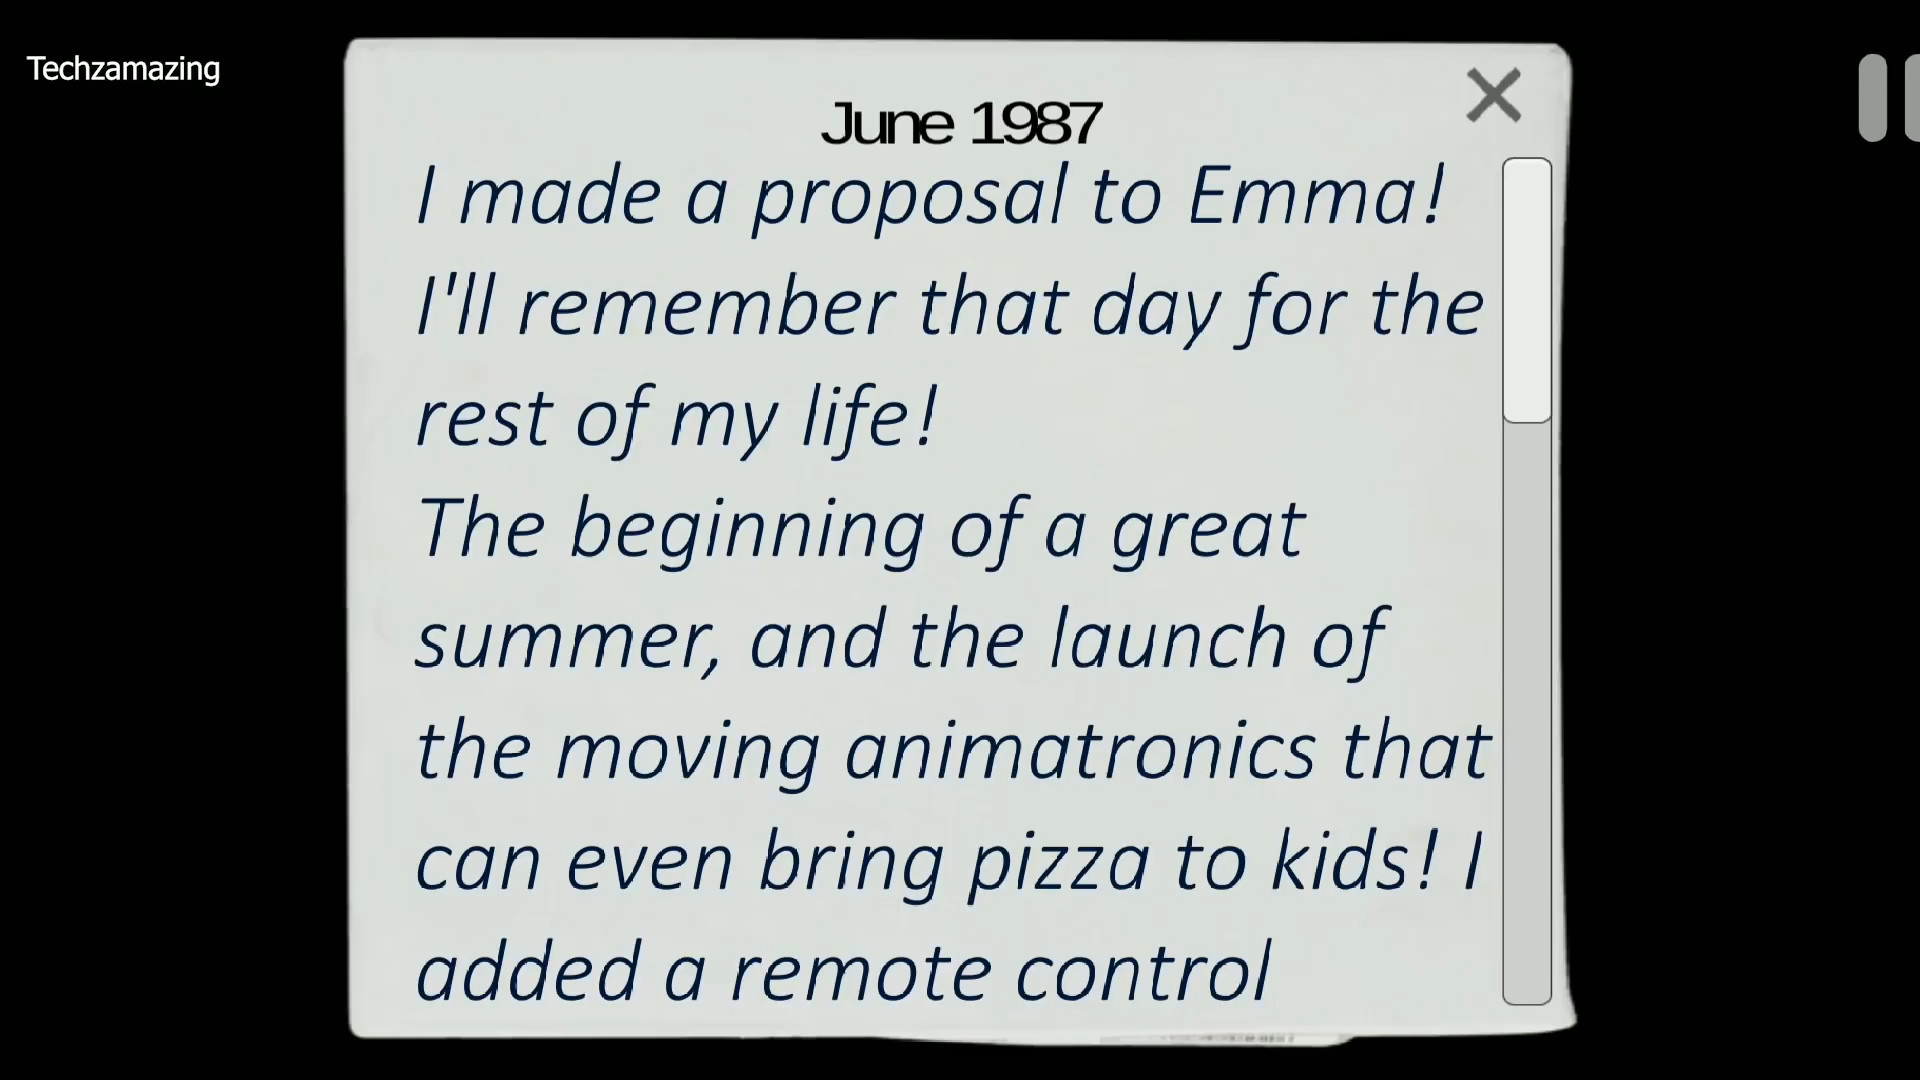 Techzamazing
June 1987
I made a proposal to Emma!
I'll remember that day for the
rest of my life!
The beginning of a great
summer, and the launch of
the moving animatronics that
can even bring pizza to kids! I
added a remote control